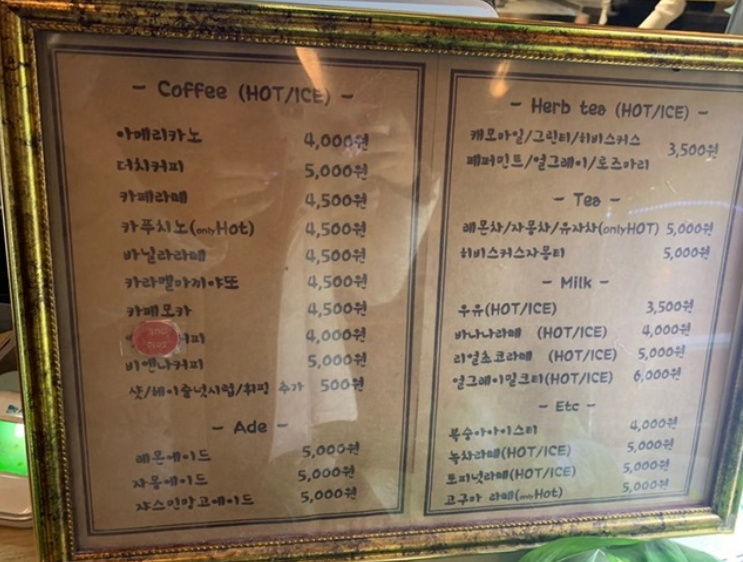 - Coffee (HOT/ICE) -
아메리카노 4,000원
더치커피 5,000원
카페라떼 4,500원
카푸치노(only Hot) 4,500원
바닐라라떼 4,500원
카라멜마끼야또 4,500원
카페모카 4,500원
커피 4,000원
비엔나커피 5,000원
샷/헤이즐넛시럽/휘핑 추가 500원
- Ade -
레몬에이드 5,000원
자몽에이드 5,000원
쟈스민망고에이드 5,000원
- Herb tea (HOT/ICE) -
캐모마일/그린티/히비스커스
페퍼민트/얼그레이/로즈마리 3,500원
- Tea -
레몬차/자몽차/유자차(onlyHOT) 5,000원
히비스커스자몽티 5,000원
- Milk -
우유(HOT/ICE) 3,500원
바나나라떼 (HOT/ICE) 4,000원
리얼초코라떼 (HOT/ICE) 5,000원
얼그레이밀크티(HOT/ICE) 6,000원
- Etc -
복숭아아이스티 4,000원
녹차라떼(HOT/ICE) 5,000원
토피넛라떼(HOT/ICE) 5,000원
고구마 라떼(only Hot) 5,000원